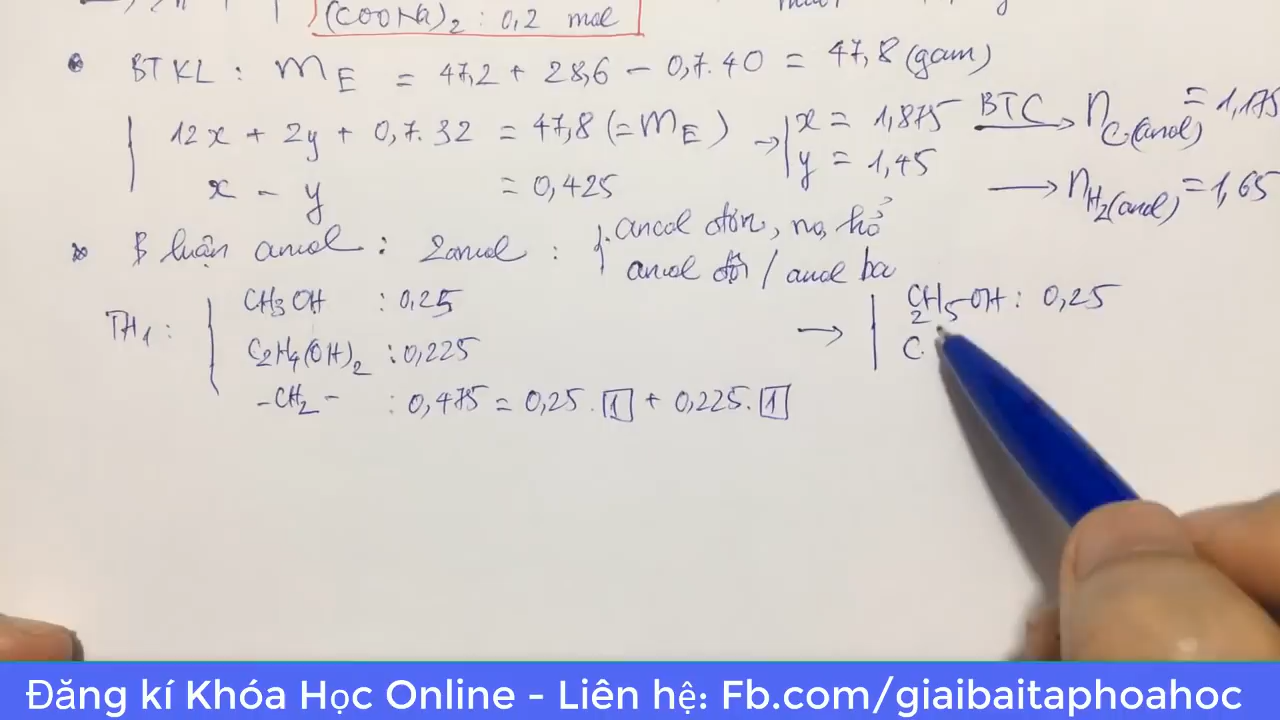 (COONa)₂ : 0,2 mol
BTKL : mE = 47,2 + 28,6 - 0,7.40 = 47,8 (gam)
12x + 2y + 0,7.32 = 47,8 (= mE) → x = 1,875 BTC → nC(ancol) = 1,175
x - y = 0,425 y = 1,45 → nH₂(ancol) = 1,65
* B luận ancol : 2 ancol : ancol đơn, no, hở
ancol đôi / ancol ba
TH₁ : CH₃OH : 0,25 → C₂H₅OH : 0,25
C₂H₄(OH)₂ : 0,225 C
-CH₂- : 0,475 = 0,25.1 + 0,225.1
Đăng kí Khóa Học Online - Liên hệ: Fb.com/giaibaitaphoahoc